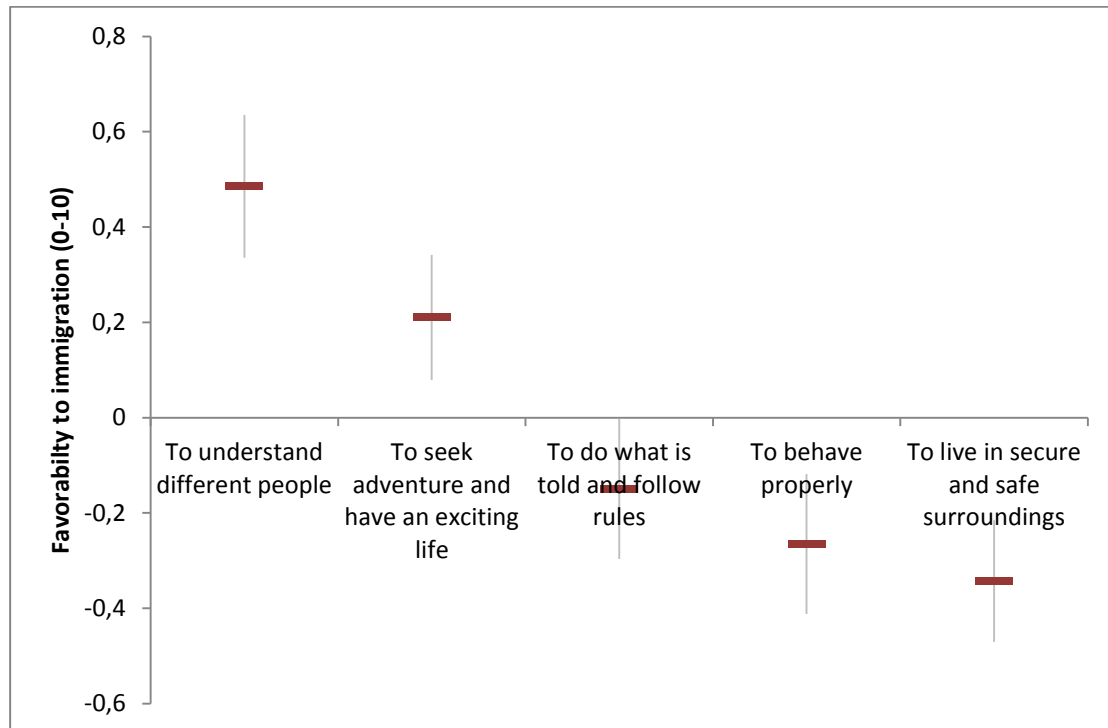 Favorabilty to immigration (0-10)
0,8
0,6
0,4
0,2
0
-0,2
-0,4
-0,6
To understand
different people
To seek
adventure and
have an exciting
life
To do what is
told and follow
rules
To behave
properly
To live in secure
and safe
surroundings